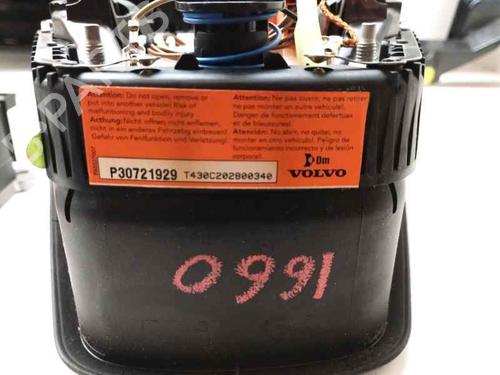 Attention: Do not open, remove or
put into another vehicle! Risk of
malfunctioning and bodily injury
Achtung: Nicht öffnen, entfernen,
nicht in ein anderes Fahrzeug einbauen!
Gefahr von Fehlfunktion und Verletzung!
Attention: Ne pas ouvrir, ne pas retirer
ne pas monter un autre véhicule!
Danger de fonctionnement defectueux
et de blessures.
Atención: No abrir, no quitar, no
montar en otro vehículo. Peligro de
funcionamiento incorrecto y de lesión
corporal.
P30721929 T430C202800340
Dm
VOLVO
0991